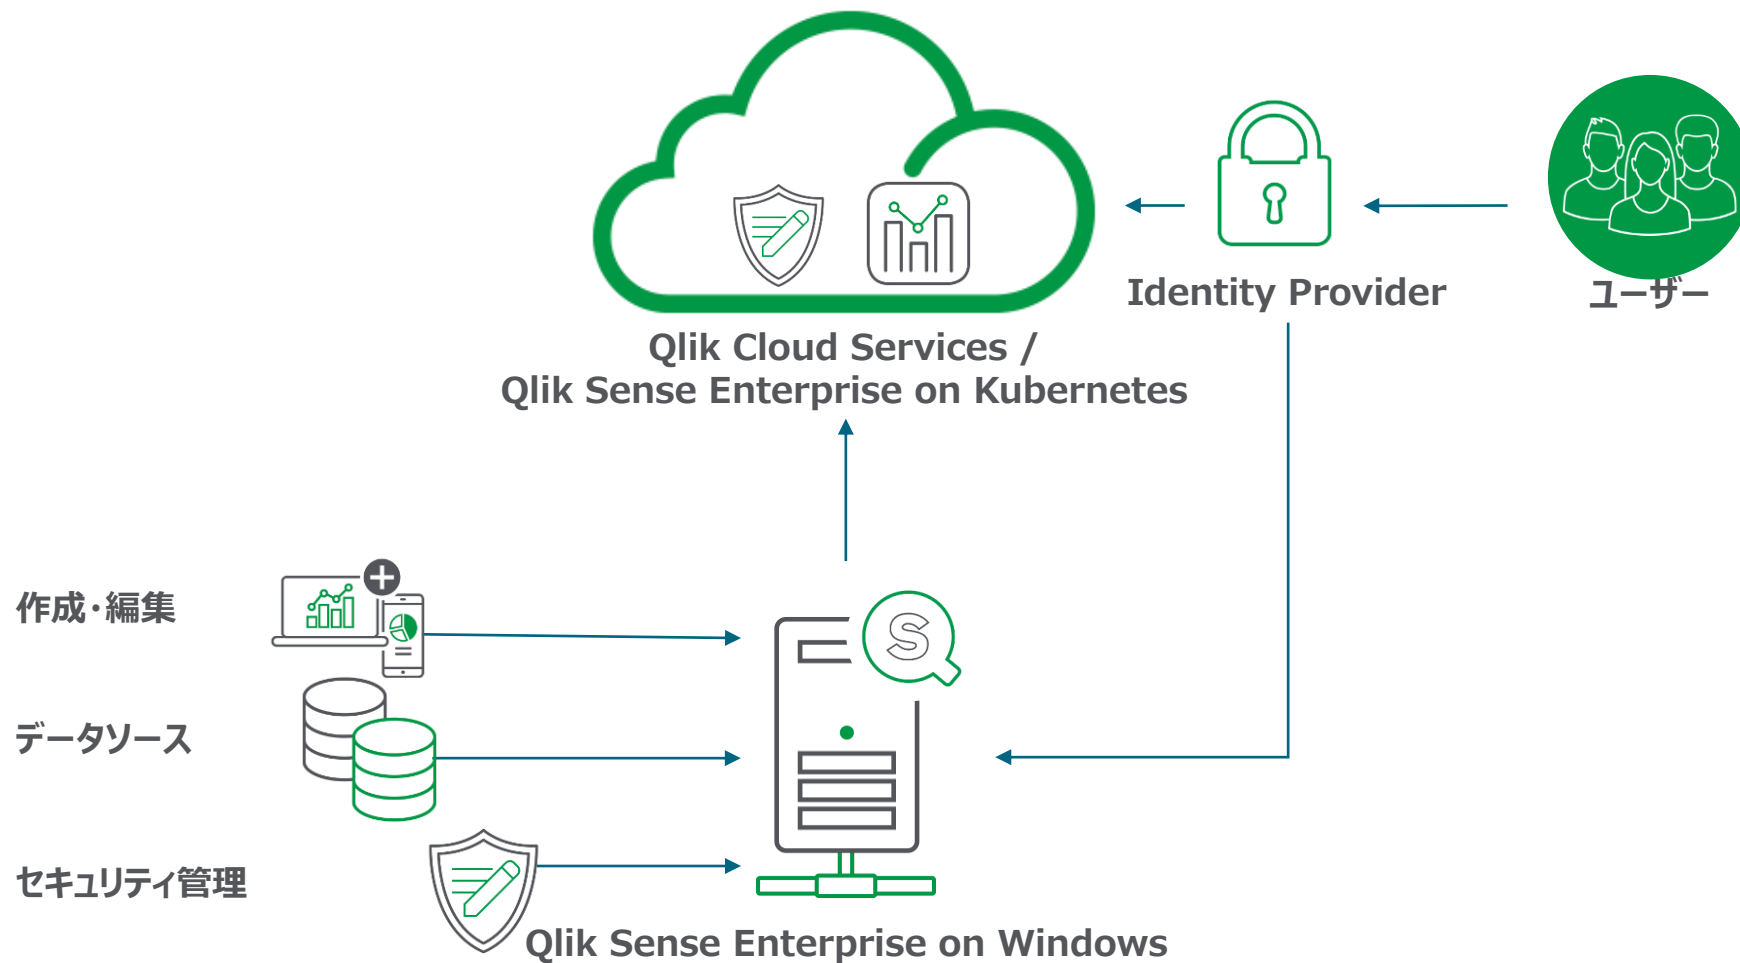 Identity Provider
ユーザー
Qlik Cloud Services /
Qlik Sense Enterprise on Kubernetes
作成・編集
S
データソース
セキュリティ管理
Qlik Sense Enterprise on Windows